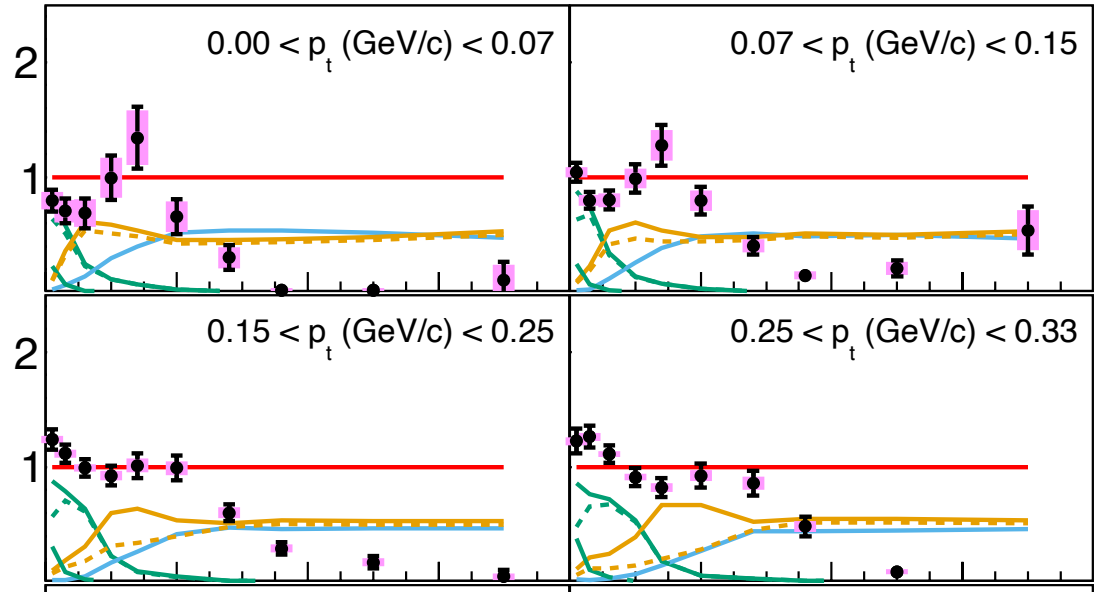 0.00 < p_t (GeV/c) < 0.07
0.07 < p_t (GeV/c) < 0.15
2
1
0.15 < p_t (GeV/c) < 0.25
0.25 < p_t (GeV/c) < 0.33
2
1